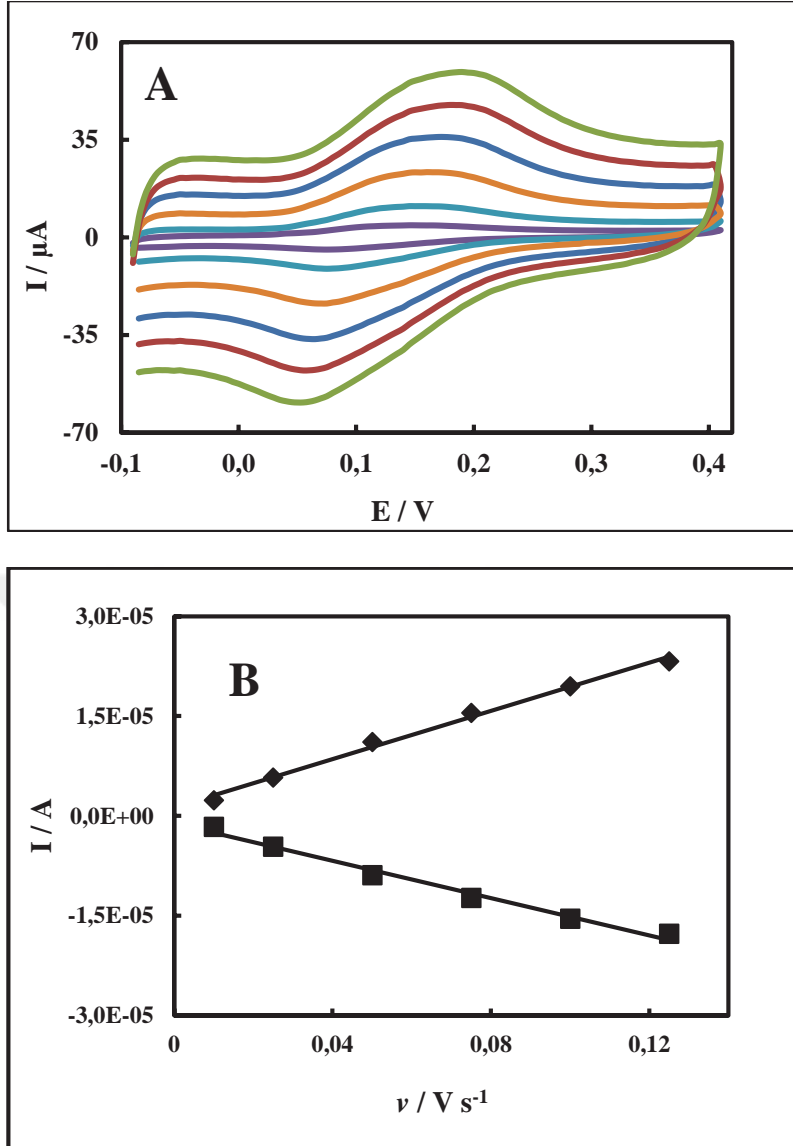 70
35
0
-35
-70
A
I / µA
-0,1
0,0
0,1
0,2
0,3
0,4
E / V
3,0E-05
1,5E-05
0,0E+00
-1,5E-05
-3,0E-05
B
I / A
0
0,04
0,08
0,12
v / V s⁻¹